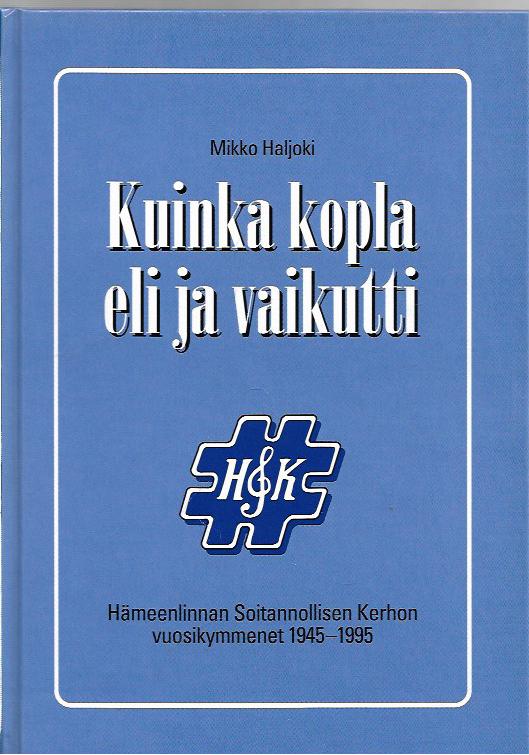 Mikko Haljoki
Kuinka kopla
eli ja vaikutti
H&K
Hämeenlinnan Soitannollisen Kerhon
vuosikymmenet 1945–1995